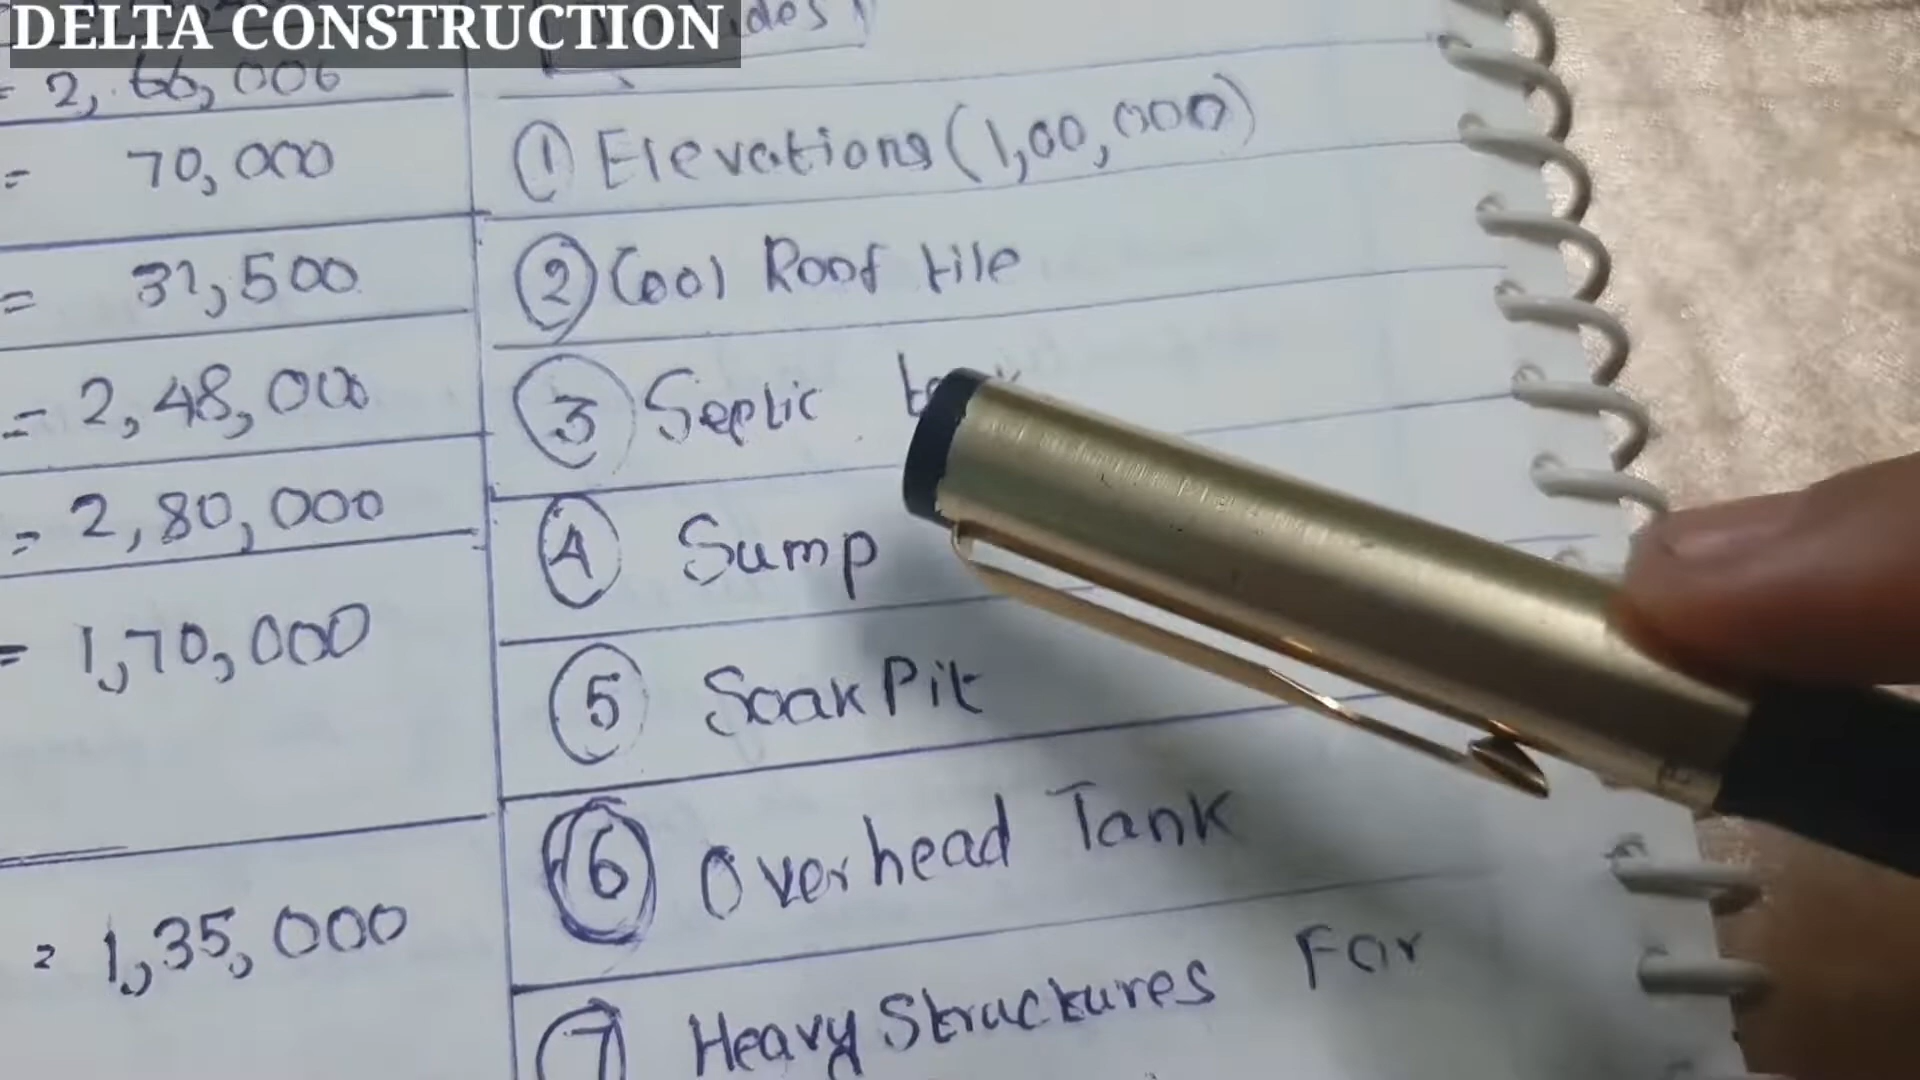 DELTA CONSTRUCTION
= 2,66,000
= 70,000
= 31,500
= 2,48,000
= 2,80,000
= 1,70,000
= 1,35,000
① Elevations (1,00,000)
② Cool Roof tile
③ Septic
④ Sump
⑤ Soak Pit
⑥ Overhead Tank
⑦ Heavy Structures For